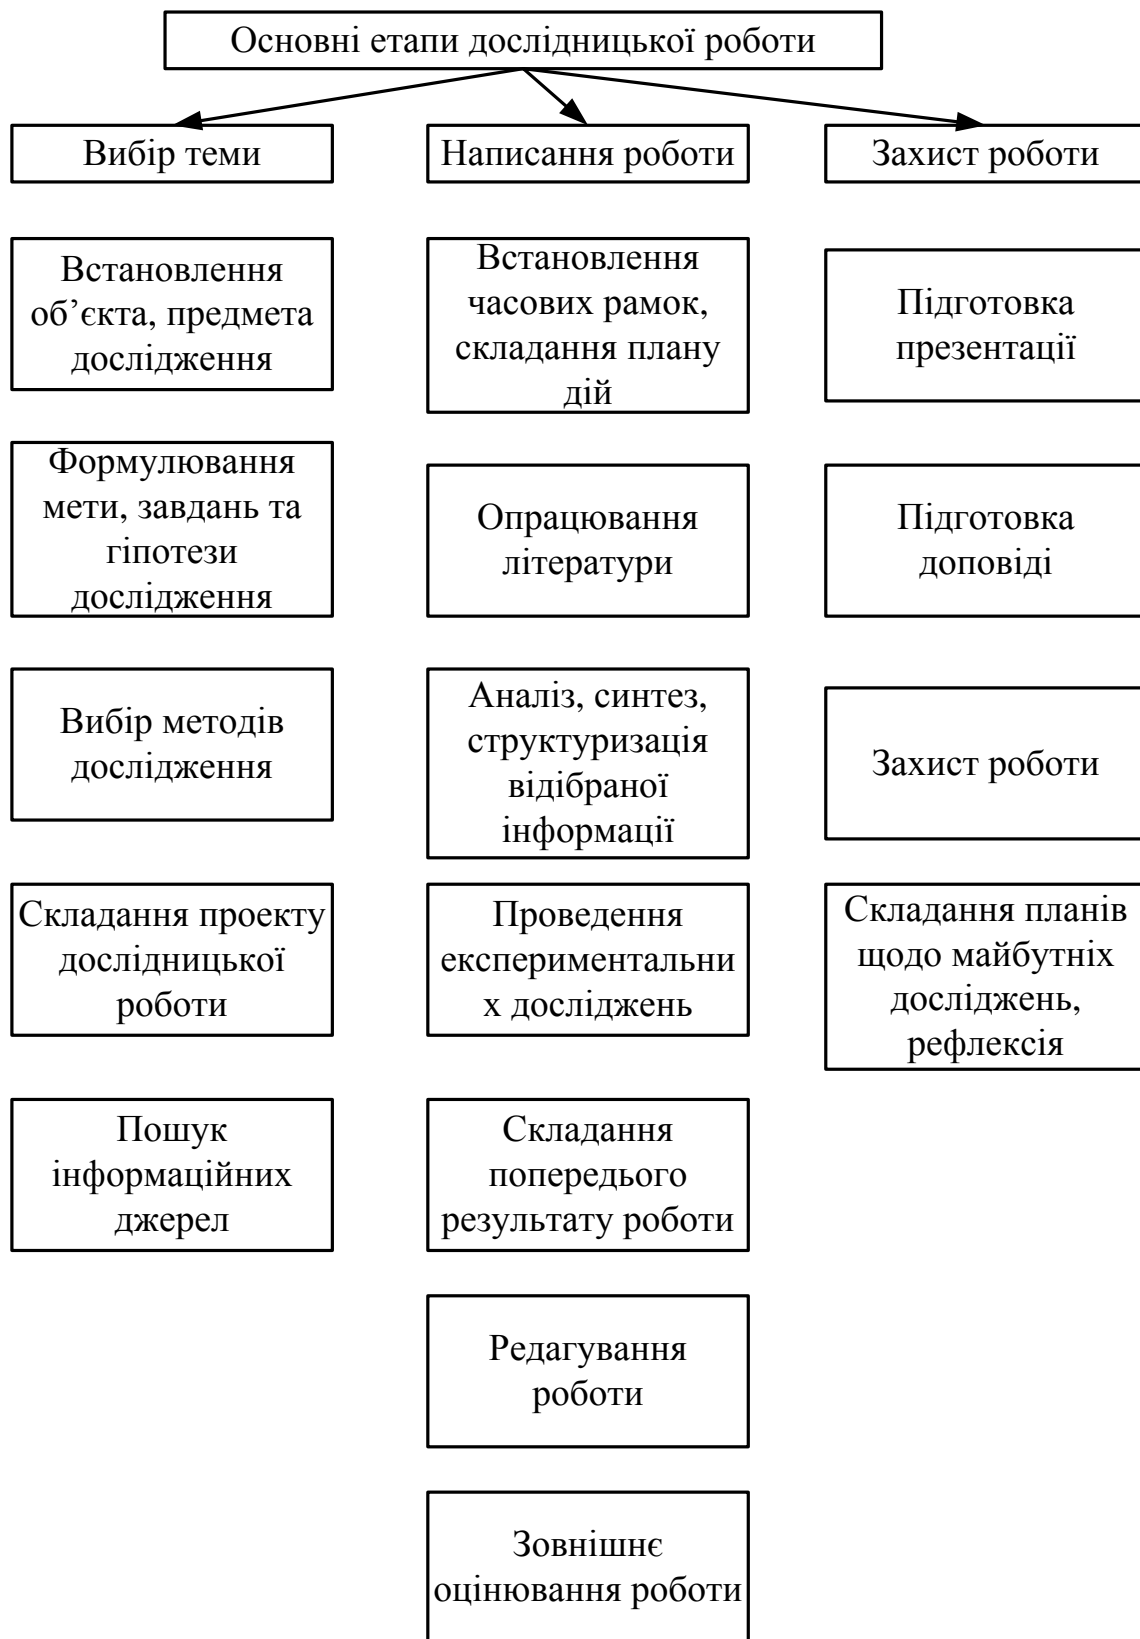 Основні етапи дослідницької роботи
Вибір теми
Написання роботи
Захист роботи
Встановлення
об’єкта, предмета
дослідження
Встановлення
часових рамок,
складання плану
дій
Підготовка
презентації
Формулювання
мети, завдань та
гіпотези
дослідження
Опрацювання
літератури
Підготовка
доповіді
Вибір методів
дослідження
Аналіз, синтез,
структуризація
відібраної
інформації
Захист роботи
Складання проекту
дослідницької
роботи
Проведення
експериментальни
х досліджень
Складання планів
щодо майбутніх
досліджень,
рефлексія
Пошук
інформаційних
джерел
Складання
попередього
результату роботи
Редагування
роботи
Зовнішнє
оцінювання роботи